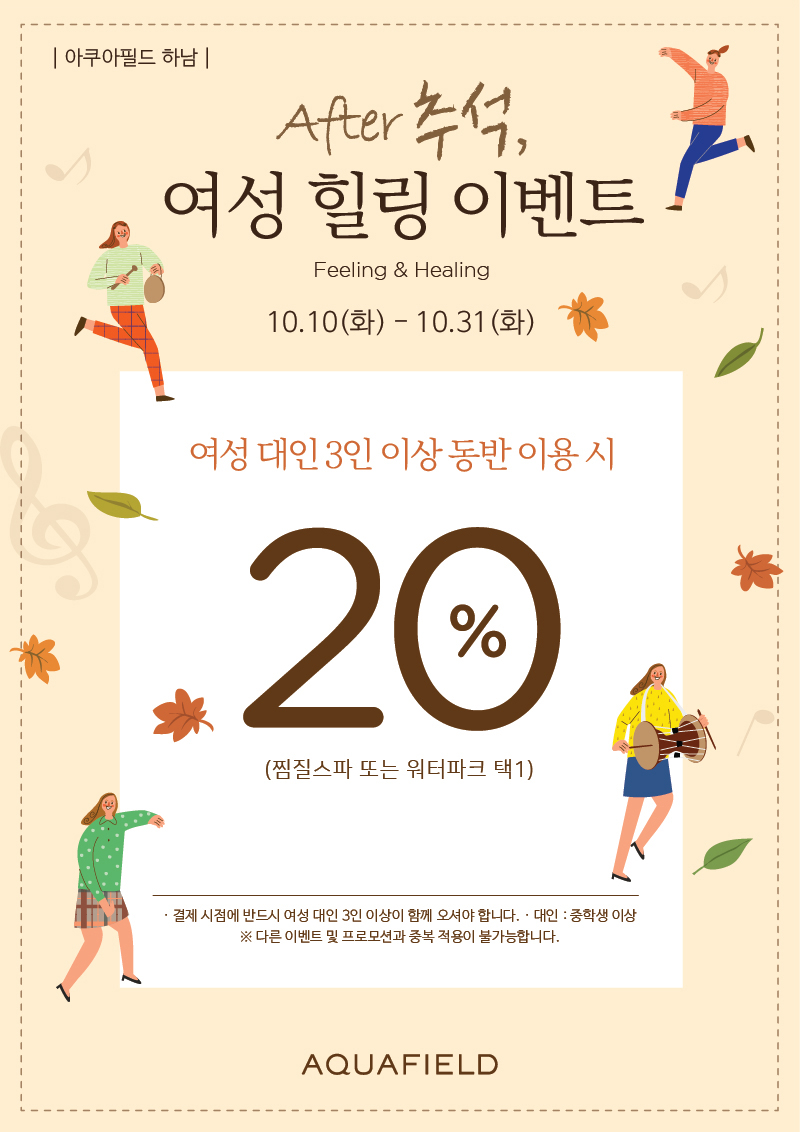 | 아쿠아필드 하남 |
After 추석,
여성 힐링 이벤트
Feeling & Healing
10.10(화) - 10.31(화)
여성 대인 3인 이상 동반 이용 시
20%
(찜질스파 또는 워터파크 택1)
· 결제 시점에 반드시 여성 대인 3인 이상이 함께 오셔야 합니다. · 대인 : 중학생 이상
※ 다른 이벤트 및 프로모션과 중복 적용이 불가능합니다.
AQUAFIELD